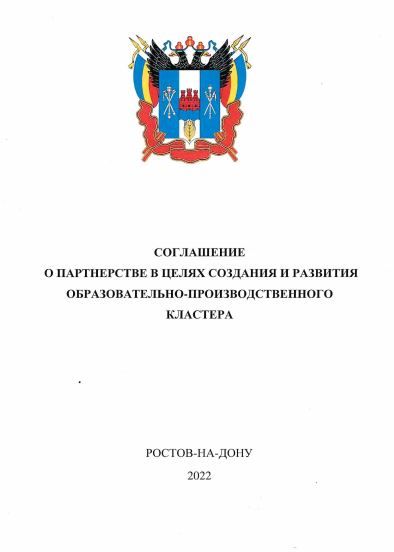 СОГЛАШЕНИЕ
О ПАРТНЕРСТВЕ В ЦЕЛЯХ СОЗДАНИЯ И РАЗВИТИЯ
ОБРАЗОВАТЕЛЬНО-ПРОИЗВОДСТВЕННОГО
КЛАСТЕРА
РОСТОВ-НА-ДОНУ
2022